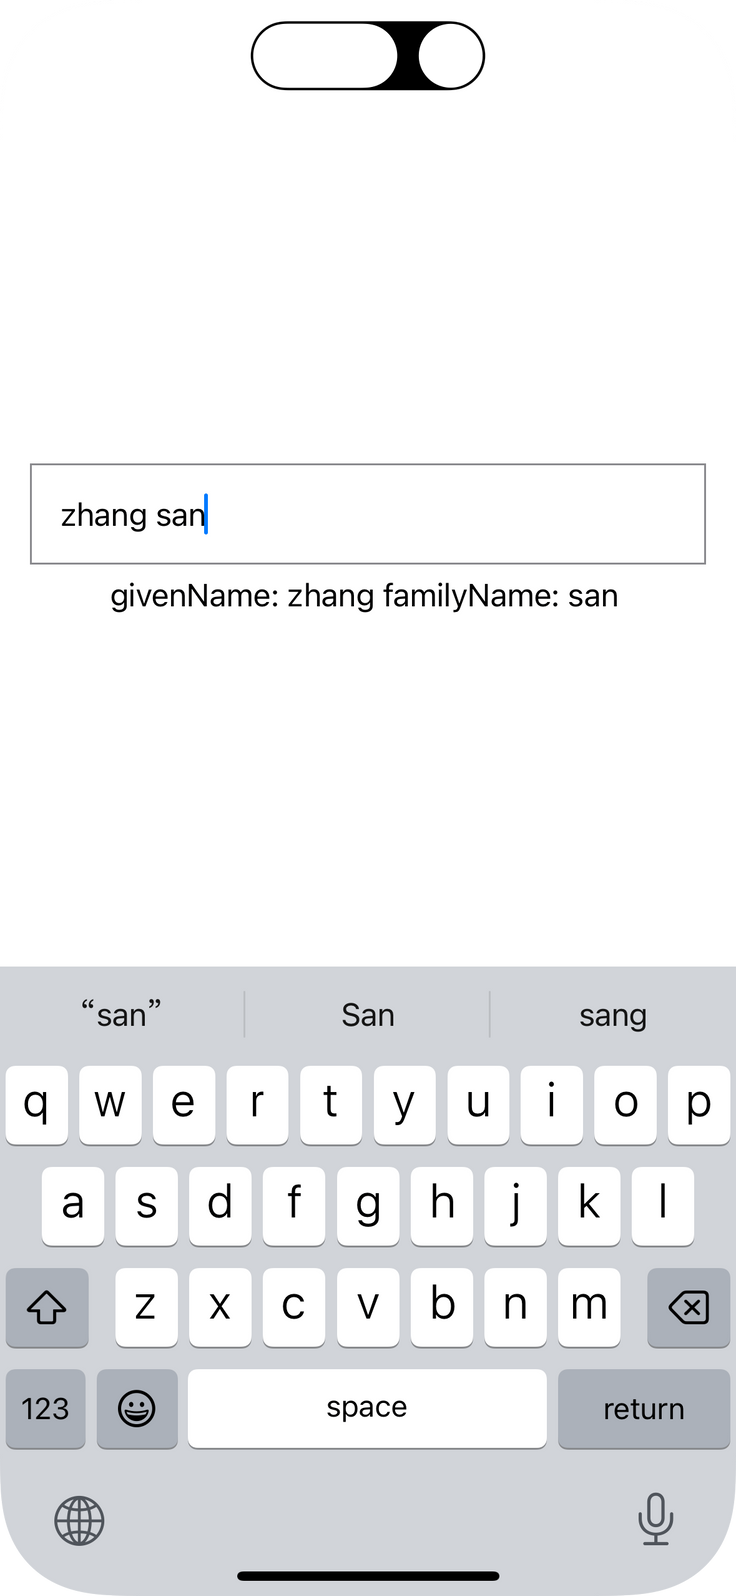 zhang san
givenName: zhang familyName: san
“san” San sang
q w e r t y u i o p
a s d f g h j k l
z x c v b n m
123 space return